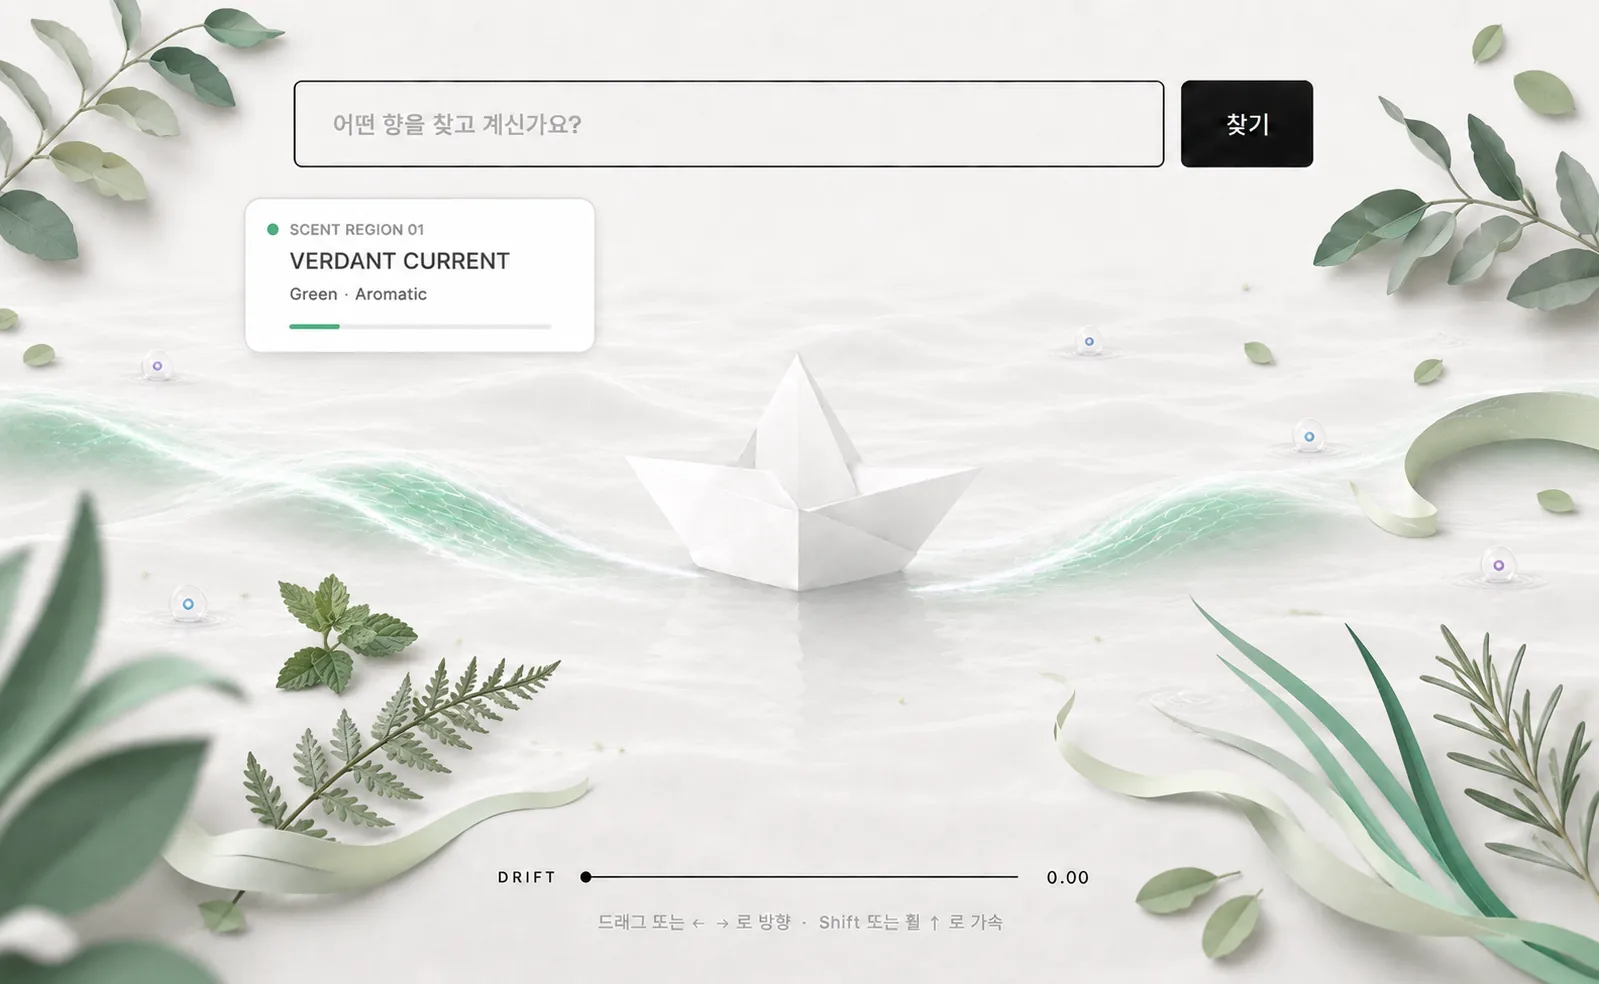 어떤 향을 찾고 계신가요?
찾기
SCENT REGION 01
VERDANT CURRENT
Green · Aromatic
DRIFT 0.00
드래그 또는 ← → 로 방향 · Shift 또는 휠 ↑ 로 가속